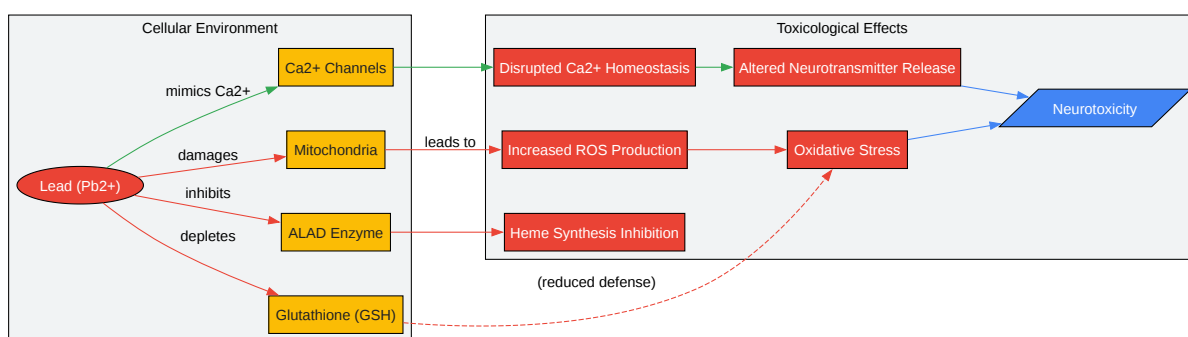 Cellular Environment
Toxicological Effects
Ca2+ Channels
Disrupted Ca2+ Homeostasis
Altered Neurotransmitter Release
mimics Ca2+
Neurotoxicity
damages
Mitochondria
leads to
Increased ROS Production
Oxidative Stress
Lead (Pb2+)
inhibits
ALAD Enzyme
Heme Synthesis Inhibition
depletes
(reduced defense)
Glutathione (GSH)